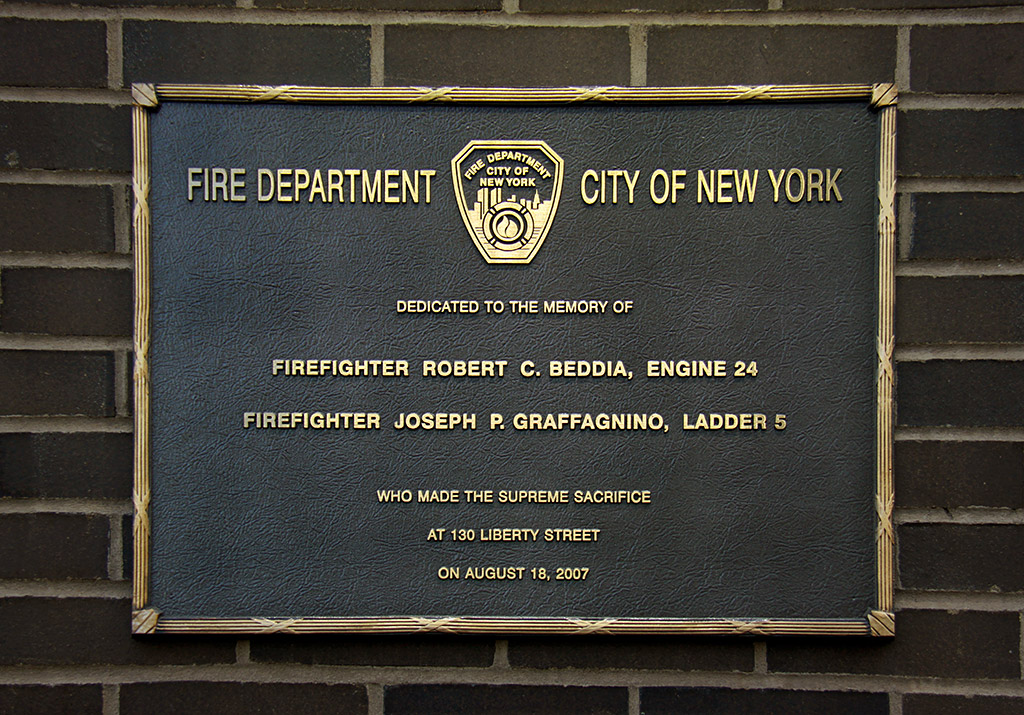 FIRE DEPARTMENT CITY OF NEW YORK
FIRE DEPARTMENT
CITY OF
NEW YORK
DEDICATED TO THE MEMORY OF
FIREFIGHTER ROBERT C. BEDDIA, ENGINE 24
FIREFIGHTER JOSEPH P. GRAFFAGNINO, LADDER 5
WHO MADE THE SUPREME SACRIFICE
AT 130 LIBERTY STREET
ON AUGUST 18, 2007